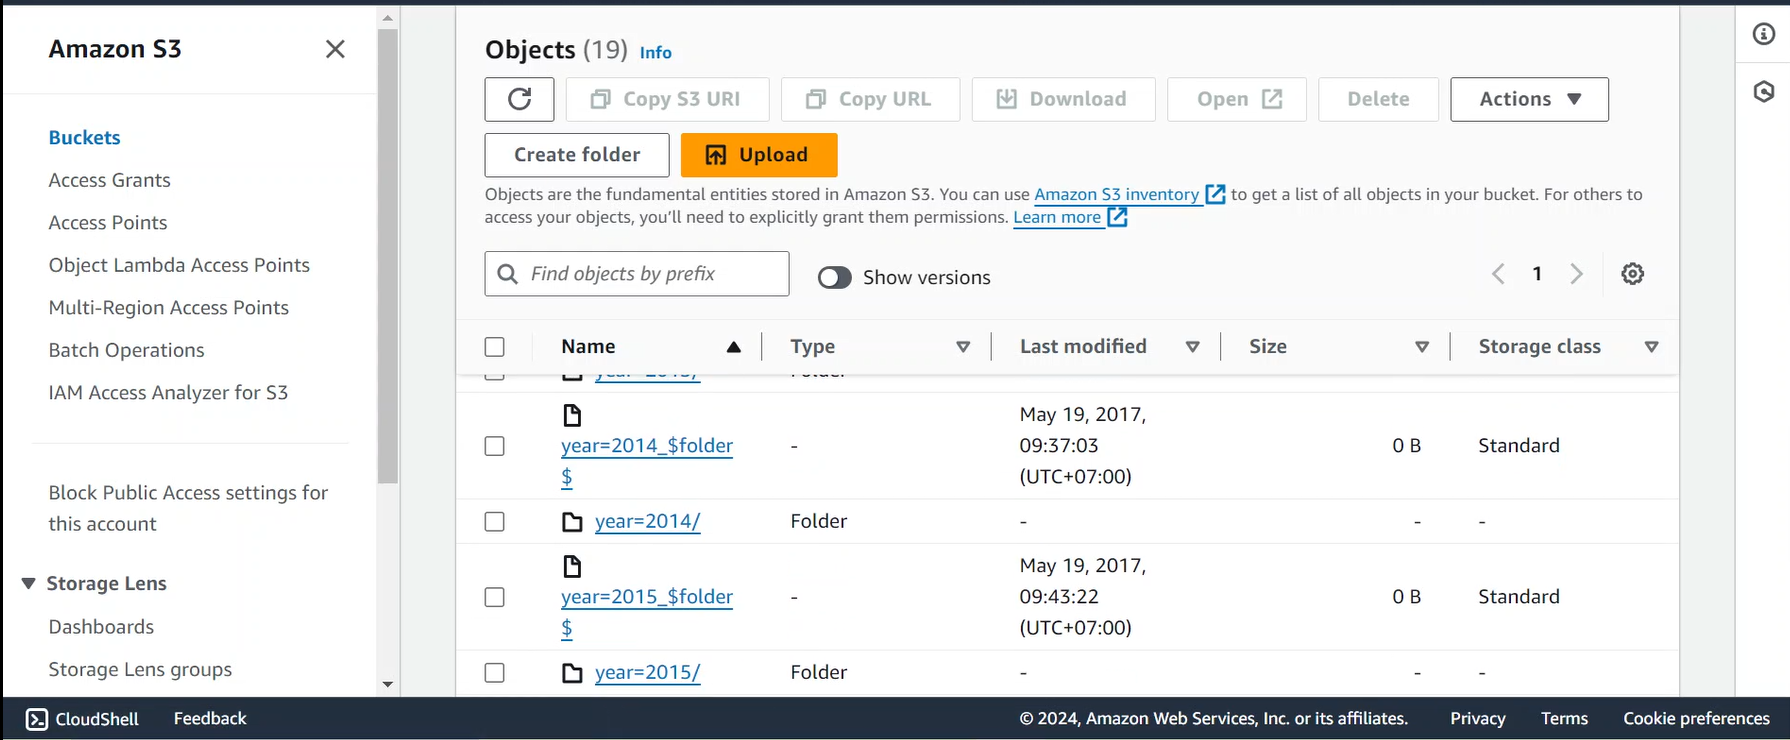 Amazon S3
Buckets
Access Grants
Access Points
Object Lambda Access Points
Multi-Region Access Points
Batch Operations
IAM Access Analyzer for S3
Block Public Access settings for
this account
Storage Lens
Dashboards
Storage Lens groups
Objects (19) Info
Copy S3 URI Copy URL Download Open Delete Actions
Create folder Upload
Objects are the fundamental entities stored in Amazon S3. You can use Amazon S3 inventory to get a list of all objects in your bucket. For others to
access your objects, you’ll need to explicitly grant them permissions. Learn more
Find objects by prefix Show versions 1
Name Type Last modified Size Storage class
May 19, 2017,
year=2014_$folder - 09:37:03 0 B Standard
$ (UTC+07:00)
year=2014/ Folder - - -
May 19, 2017,
year=2015_$folder - 09:43:22 0 B Standard
$ (UTC+07:00)
year=2015/ Folder - - -
CloudShell Feedback © 2024, Amazon Web Services, Inc. or its affiliates. Privacy Terms Cookie preferences